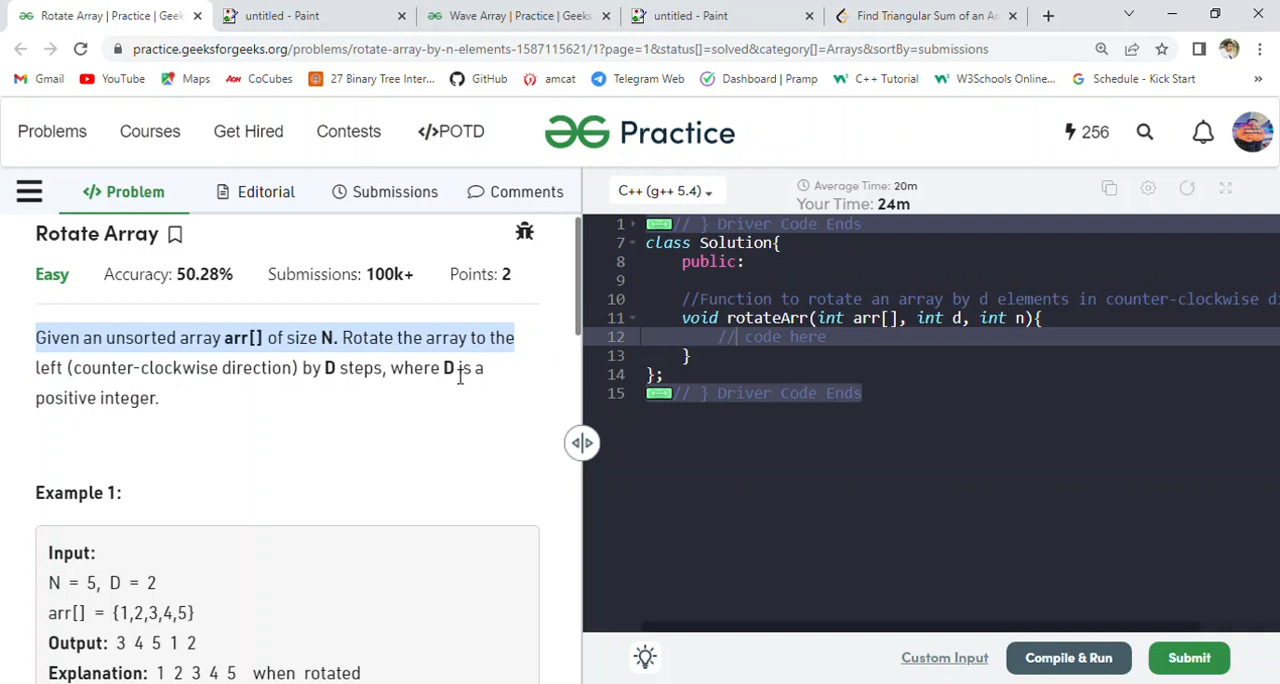 Rotate Array | Practice | Geek
untitled - Paint
Wave Array | Practice | Geeks
untitled - Paint
Find Triangular Sum of an Ar
practice.geeksforgeeks.org/problems/rotate-array-by-n-elements-1587115621/1?page=1&status[]=solved&category[]=Arrays&sortBy=submissions
Gmail YouTube Maps CoCubes 27 Binary Tree Inter... GitHub amcat Telegram Web Dashboard | Pramp C++ Tutorial W3Schools Online... Schedule - Kick Start »
Problems Courses Get Hired Contests </>POTD Practice 256
</> Problem Editorial Submissions Comments
Rotate Array
Easy Accuracy: 50.28% Submissions: 100k+ Points: 2
Given an unsorted array arr[] of size N. Rotate the array to the
left (counter-clockwise direction) by D steps, where D is a
positive integer.
Example 1:
Input:
N = 5, D = 2
arr[] = {1,2,3,4,5}
Output: 3 4 5 1 2
Explanation: 1 2 3 4 5 when rotated
C++ (g++ 5.4)
Average Time: 20m
Your Time: 24m
1 // } Driver Code Ends
7 class Solution{
8 public:
9
10 //Function to rotate an array by d elements in counter-clockwise di
11 void rotateArr(int arr[], int d, int n){
12 // code here
13 }
14 };
15 // } Driver Code Ends
Custom Input Compile & Run Submit